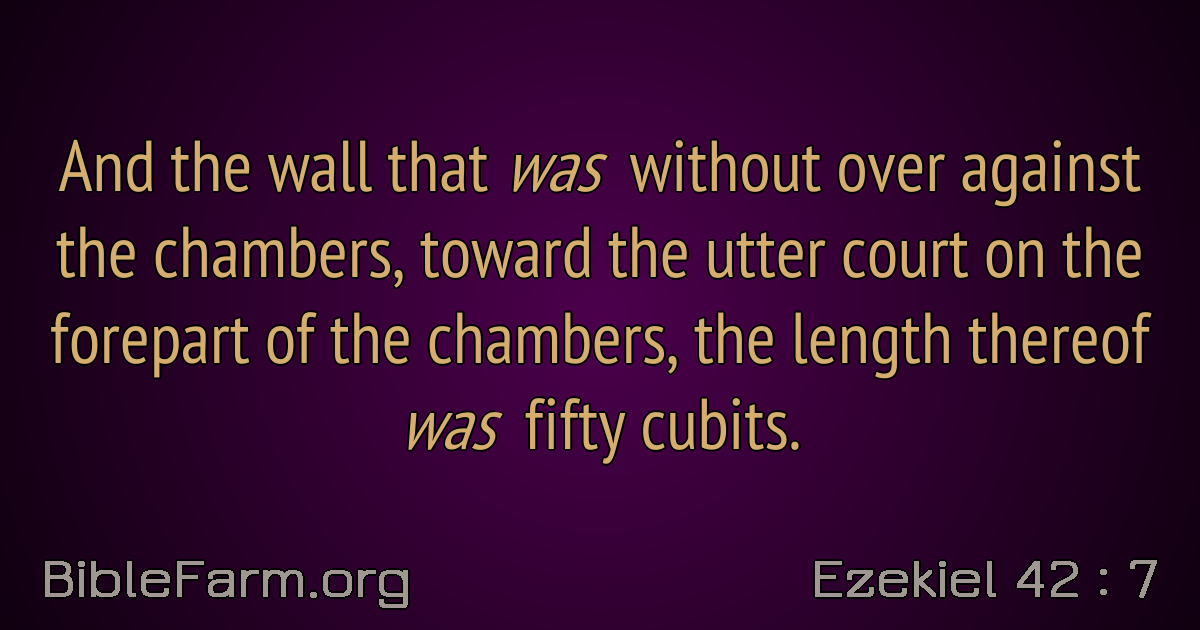 And the wall that was without over against
the chambers, toward the utter court on the
forepart of the chambers, the length thereof
was fifty cubits.
BibleFarm.org
Ezekiel 42 : 7